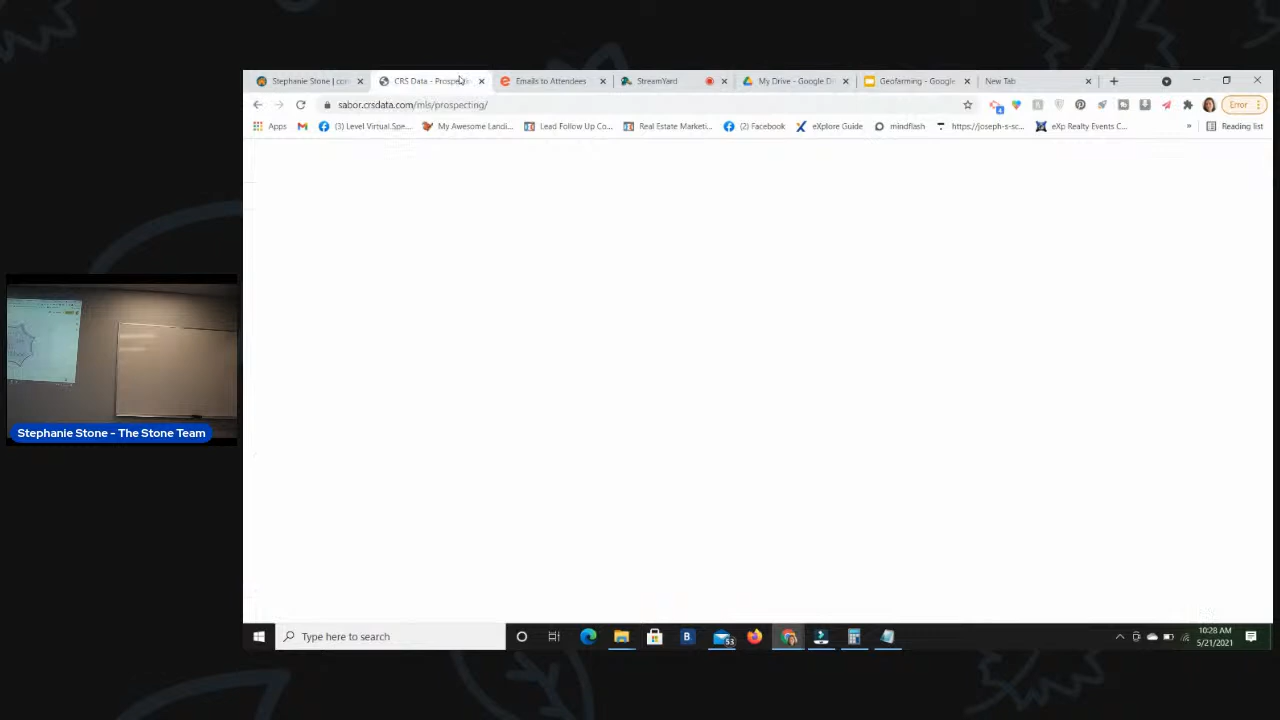 Stephanie Stone | con
CRS Data - Prospectin
Emails to Attendees
StreamYard
My Drive - Google Dr
Geofarming - Google
New Tab
sabor.crsdata.com/mls/prospecting/
Error
Apps
(3) Level Virtual Spe...
My Awesome Landi...
Lead Follow Up Co...
Real Estate Marketi...
(2) Facebook
eXplore Guide
mindflash
https://joseph-s-sc...
eXp Realty Events C...
»
Reading list
Stephanie Stone - The Stone Team
Type here to search
B
53
10:28 AM
5/21/2021